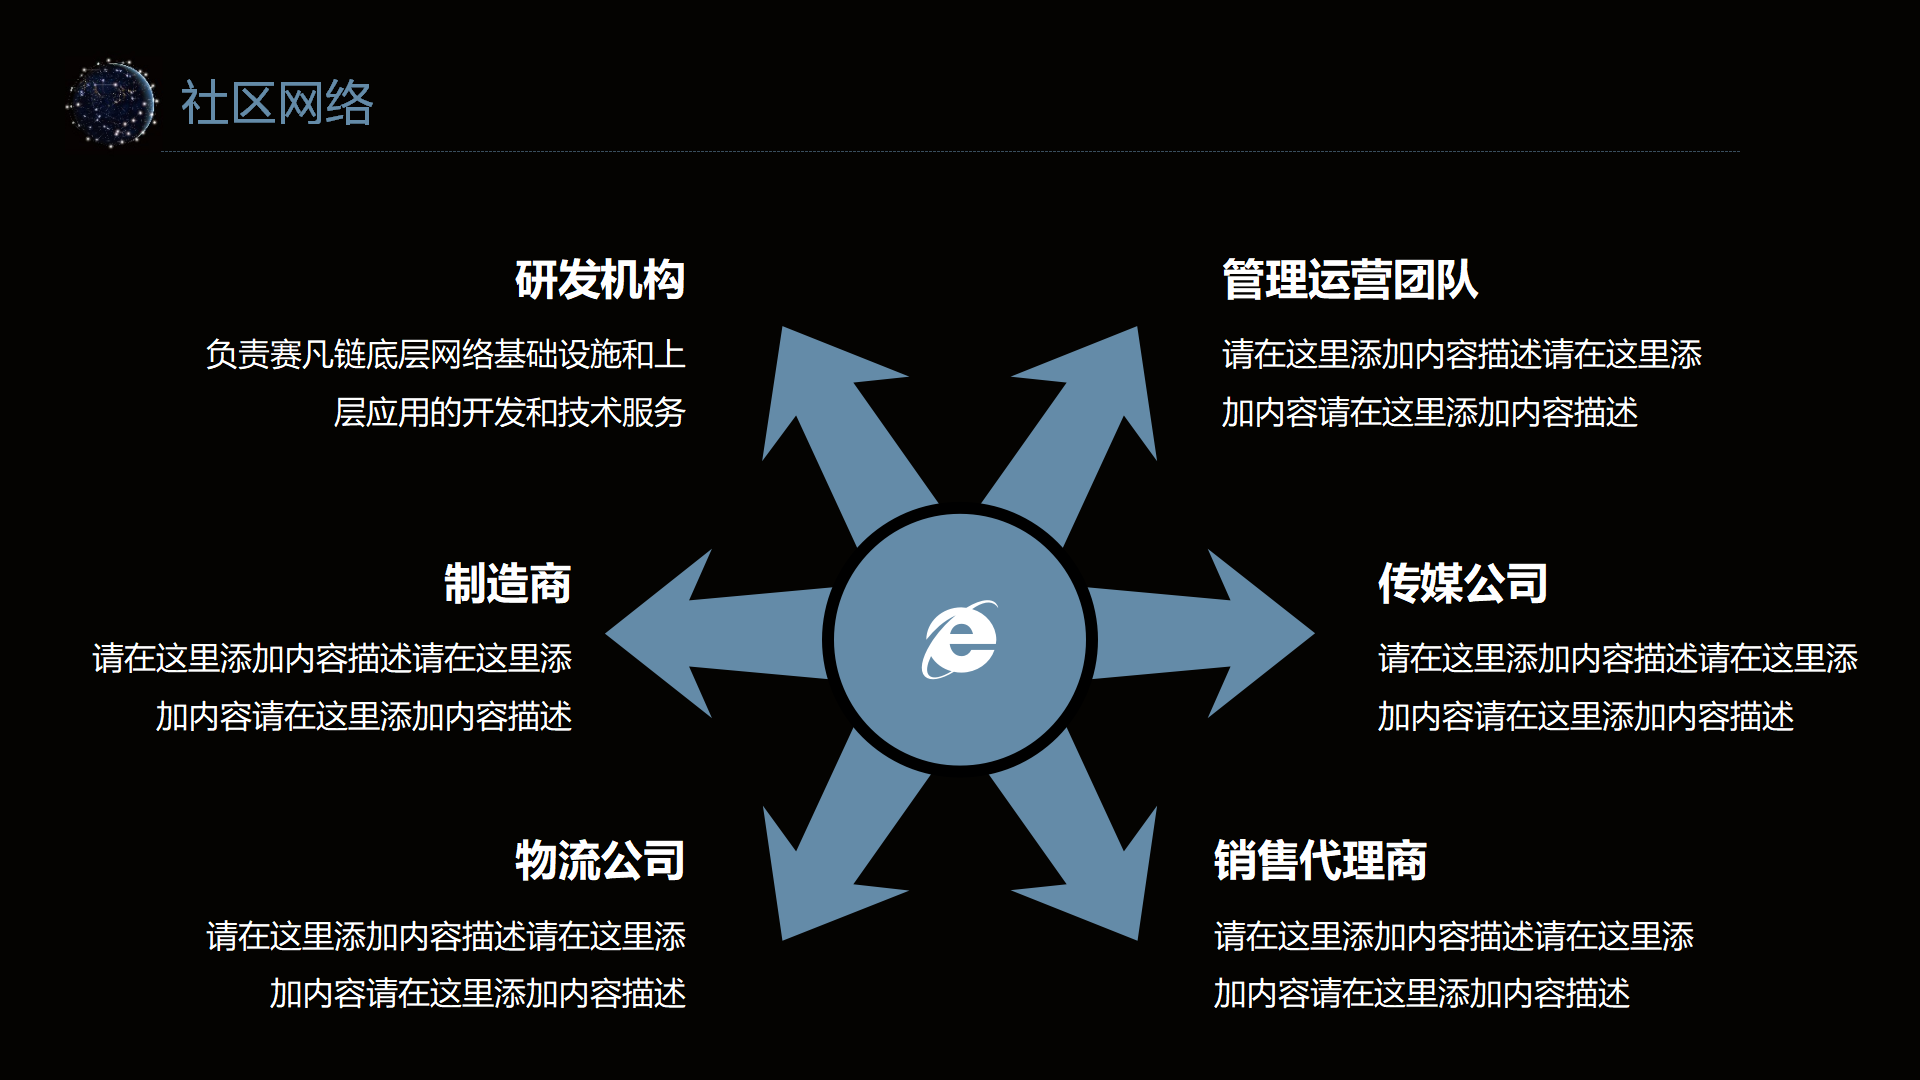 社区网络
研发机构
负责赛凡链底层网络基础设施和上
层应用的开发和技术服务
管理运营团队
请在这里添加内容描述请在这里添
加内容请在这里添加内容描述
制造商
请在这里添加内容描述请在这里添
加内容请在这里添加内容描述
传媒公司
请在这里添加内容描述请在这里添
加内容请在这里添加内容描述
物流公司
请在这里添加内容描述请在这里添
加内容请在这里添加内容描述
销售代理商
请在这里添加内容描述请在这里添
加内容请在这里添加内容描述